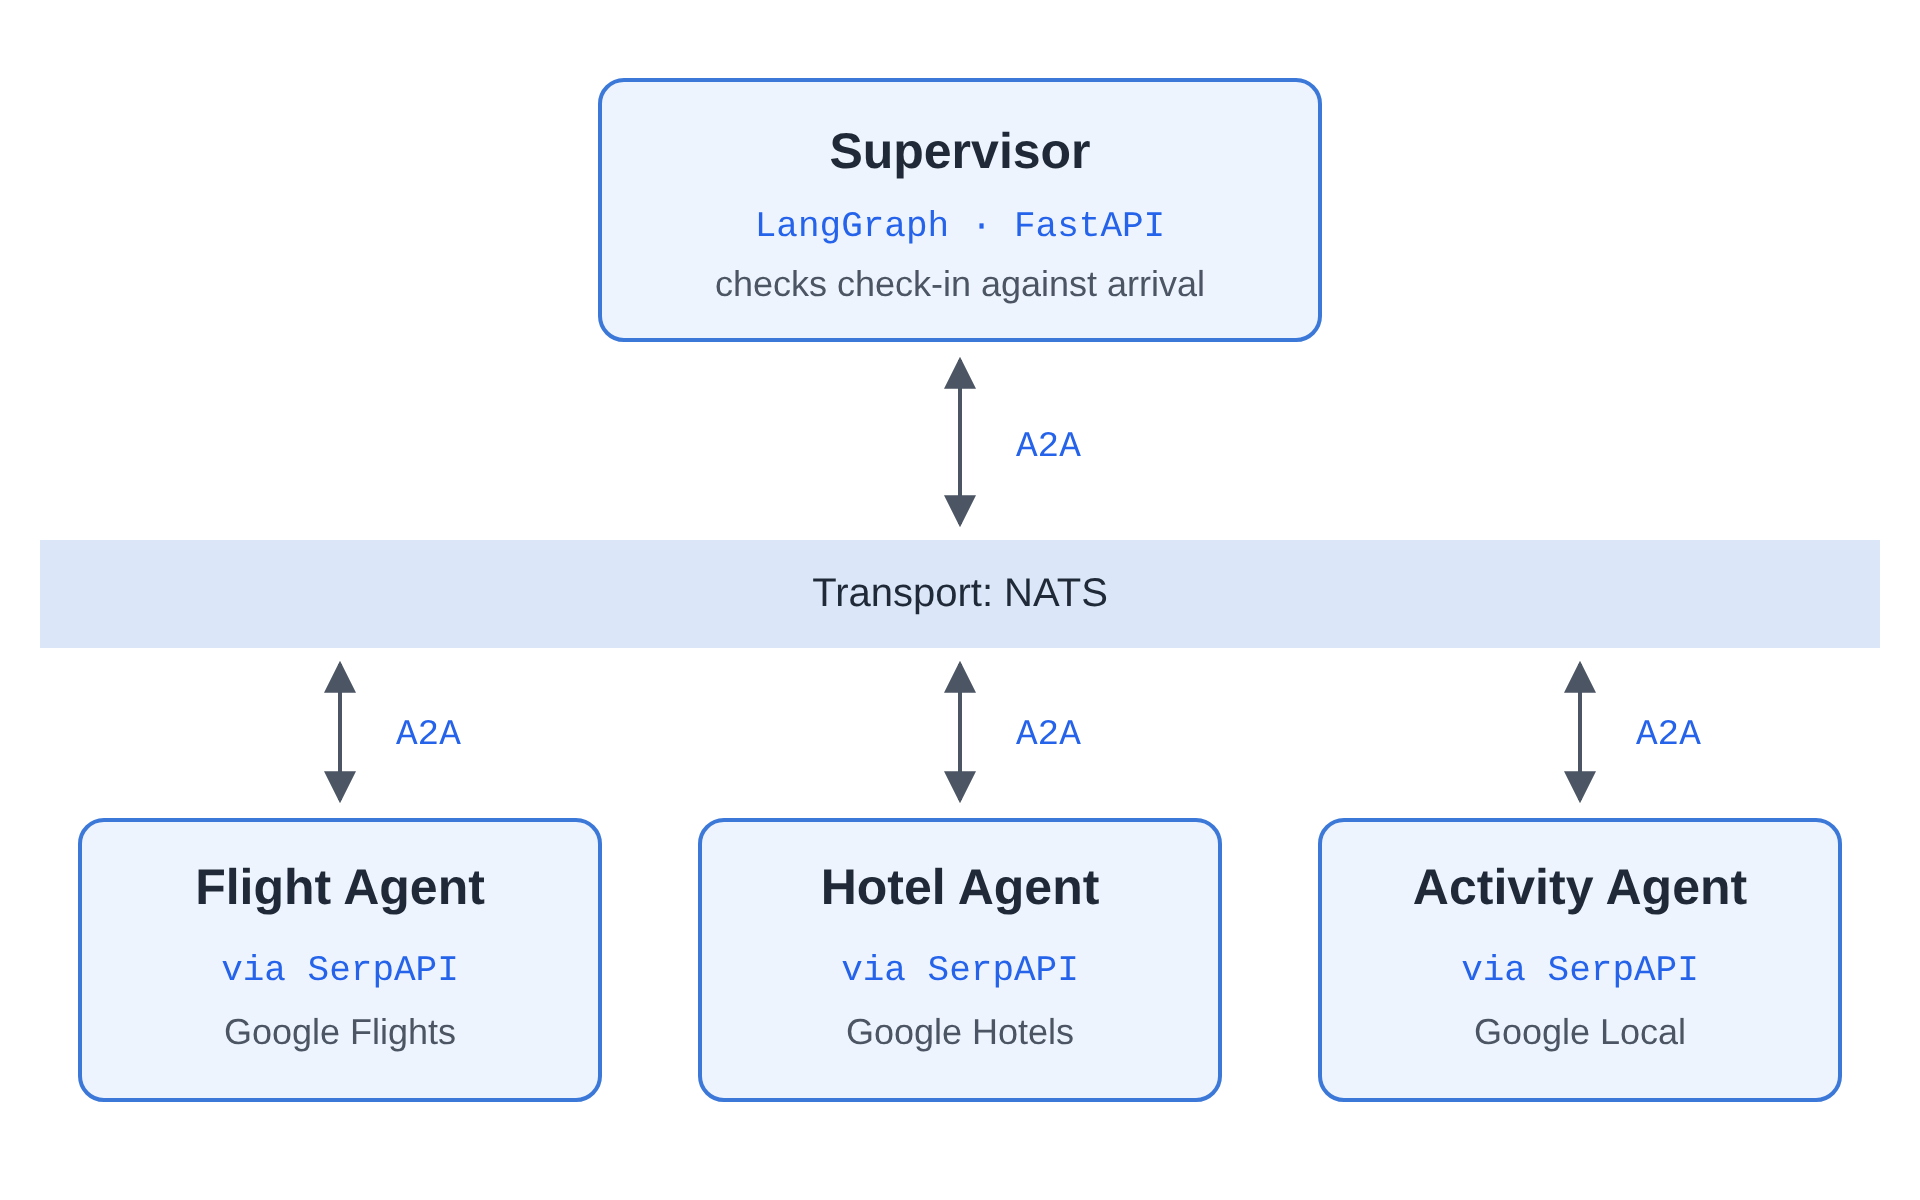 Supervisor
LangGraph · FastAPI
checks check-in against arrival
A2A
Transport: NATS
A2A
A2A
A2A
Flight Agent
via SerpAPI
Google Flights
Hotel Agent
via SerpAPI
Google Hotels
Activity Agent
via SerpAPI
Google Local